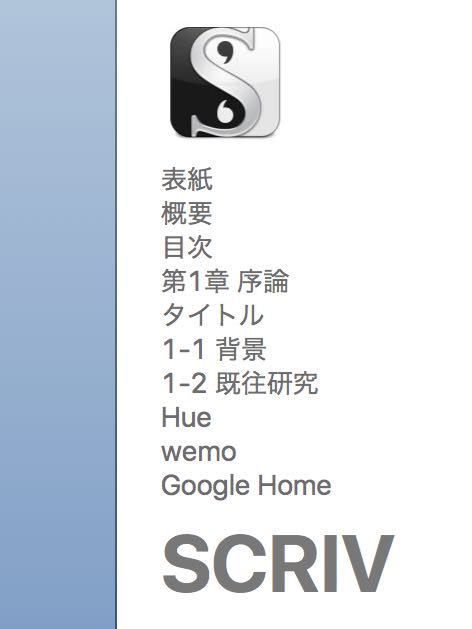 表紙
概要
目次
第1章 序論
タイトル
1-1 背景
1-2 既往研究
Hue
wemo
Google Home
SCRIV